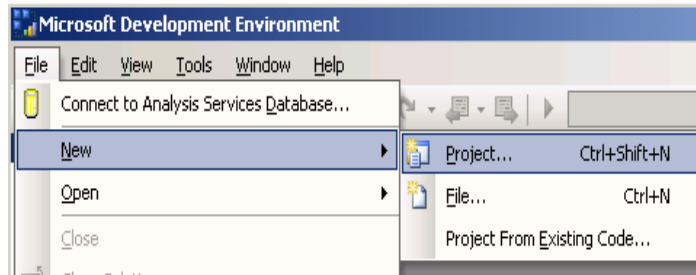 Microsoft Development Environment
File Edit View Tools Window Help
Connect to Analysis Services Database...
New
Project... Ctrl+Shift+N
Open
File... Ctrl+N
Close
Project From Existing Code...